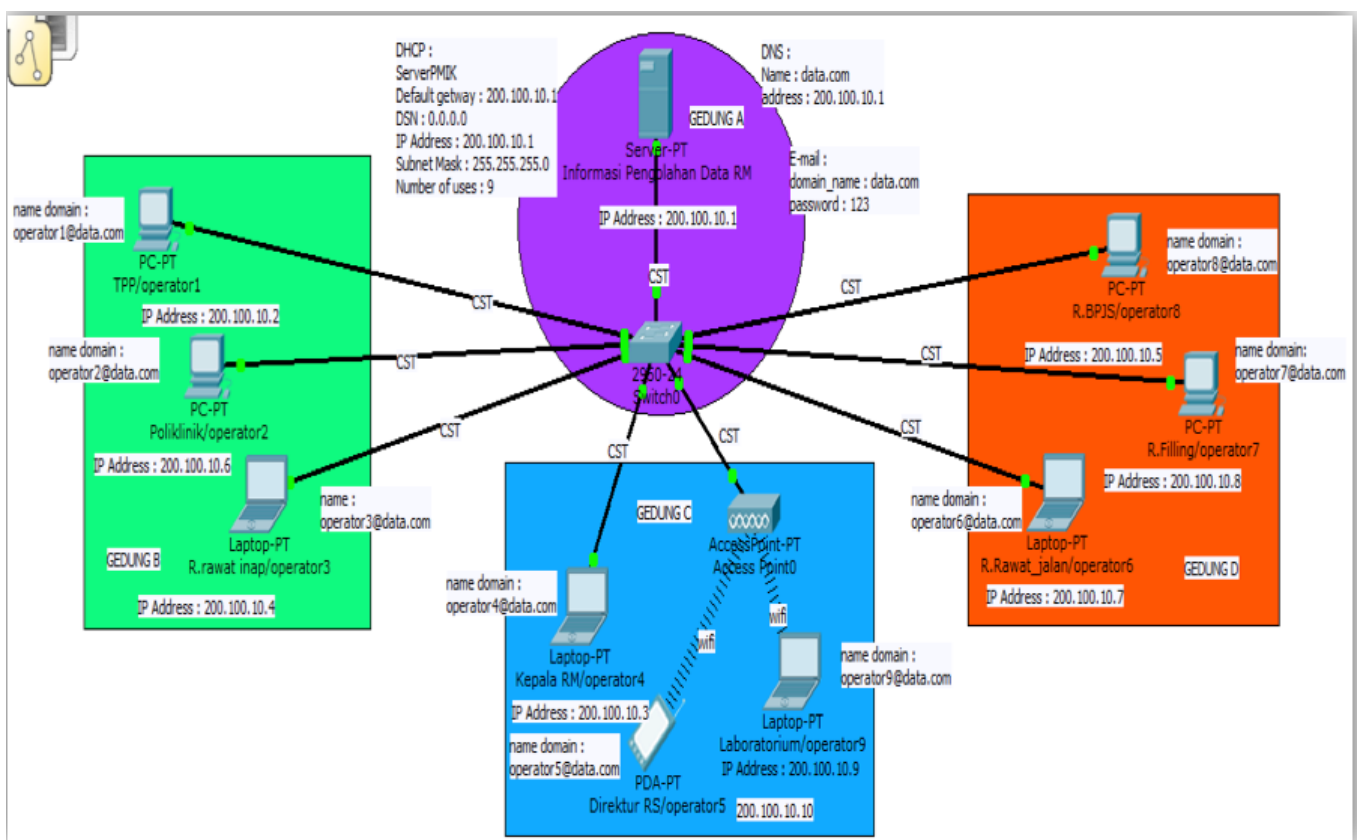 DHCP :
ServerPMIK
Default getway : 200.100.10.1
DSN : 0.0.0.0
IP Address : 200.100.10.1
Subnet Mask : 255.255.255.0
Number of uses : 9
DNS :
Name : data.com
address : 200.100.10.1
GEDUNG A
Server-PT
Informasi Pengolahan Data RM
E-mail :
domain_name : data.com
password : 123
IP Address : 200.100.10.1
CST
2950-24
Switch0
name domain :
operator1@data.com
PC-PT
TPP/operator1
CST
IP Address : 200.100.10.2
name domain :
operator2@data.com
PC-PT
Poliklinik/operator2
CST
IP Address : 200.100.10.6
name :
operator3@data.com
Laptop-PT
R.rawat inap/operator3
CST
GEDUNG B
IP Address : 200.100.10.4
CST
CST
GEDUNG C
AccessPoint-PT
Access Point0
name domain :
operator4@data.com
Laptop-PT
Kepala RM/operator4
IP Address : 200.100.10.3
wifi
wifi
name domain :
operator5@data.com
PDA-PT
Direktur RS/operator5
200.100.10.10
name domain :
operator9@data.com
Laptop-PT
Laboratorium/operator9
IP Address : 200.100.10.9
CST
name domain :
operator8@data.com
PC-PT
R.BPJS/operator8
IP Address : 200.100.10.5
CST
name domain:
operator7@data.com
PC-PT
R.Filling/operator7
IP Address : 200.100.10.8
CST
name domain :
operator6@data.com
Laptop-PT
R.Rawat_jalan/operator6
IP Address : 200.100.10.7
GEDUNG D